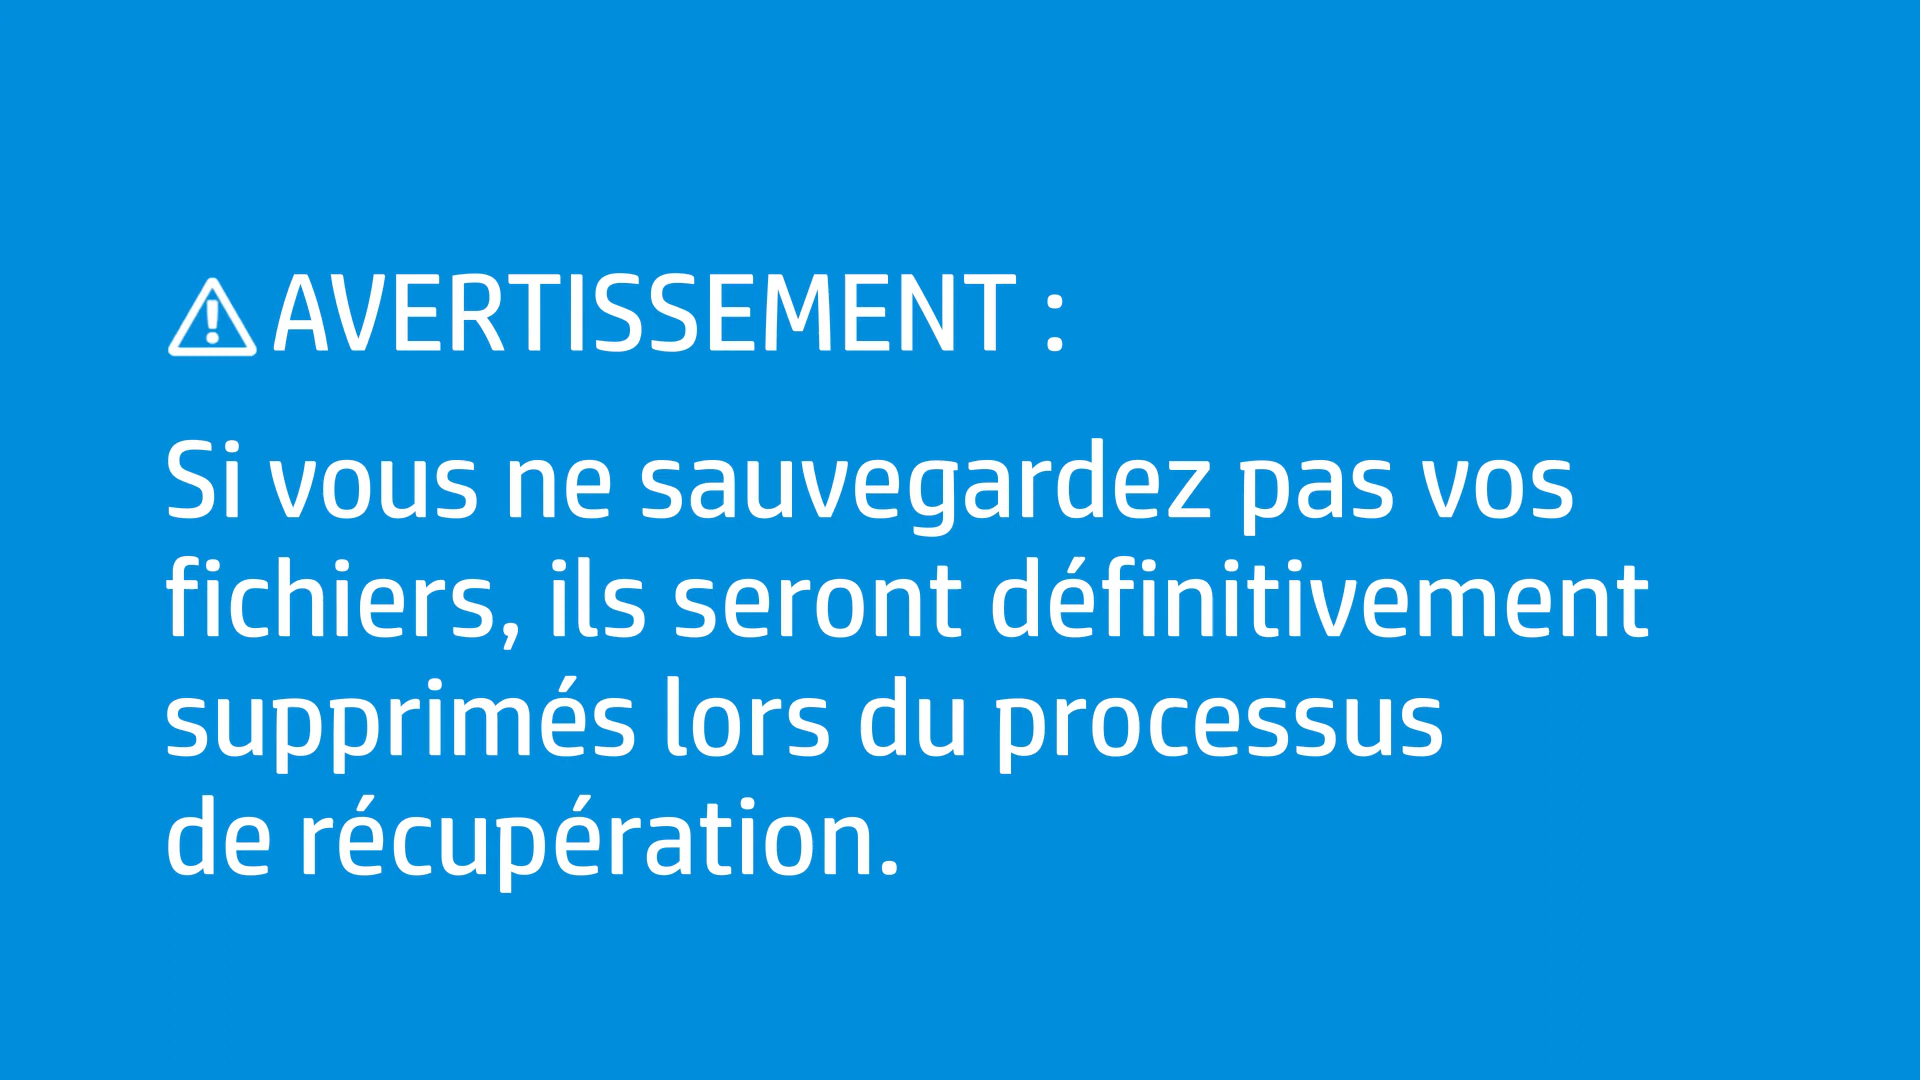 AVERTISSEMENT :
Si vous ne sauvegardez pas vos
fichiers, ils seront définitivement
supprimés lors du processus
de récupération.